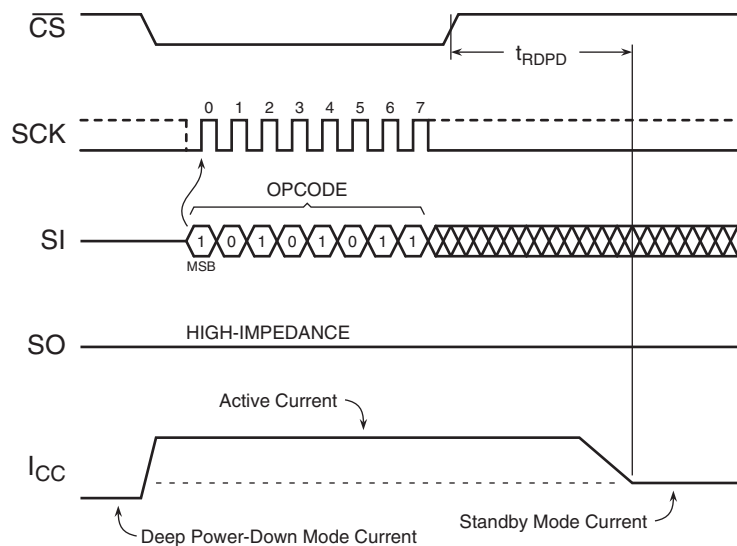 CS
tRDPD
0 1 2 3 4 5 6 7
SCK
OPCODE
SI
1 0 1 0 1 0 1 1
MSB
HIGH-IMPEDANCE
SO
Active Current
ICC
Standby Mode Current
Deep Power-Down Mode Current